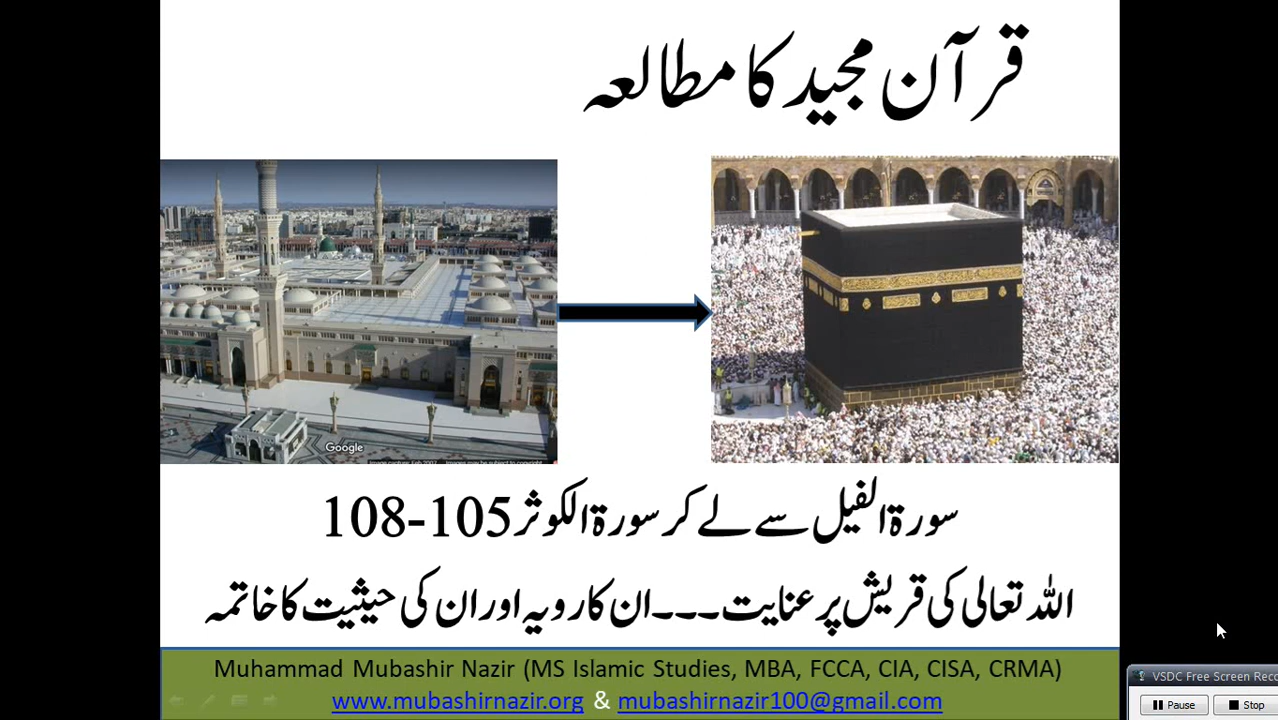 قرآن مجید کا مطالعہ
Google
سورۃ الفیل سے لے کر سورۃ الکوثر 105-108
اللہ تعالی کی قریش پر عنایت۔۔۔ان کا رویہ اور ان کی حیثیت کا خاتمہ
Muhammad Mubashir Nazir (MS Islamic Studies, MBA, FCCA, CIA, CISA, CRMA)
www.mubashirnazir.org & mubashirnazir100@gmail.com
VSDC Free Screen Reco
Pause Stop